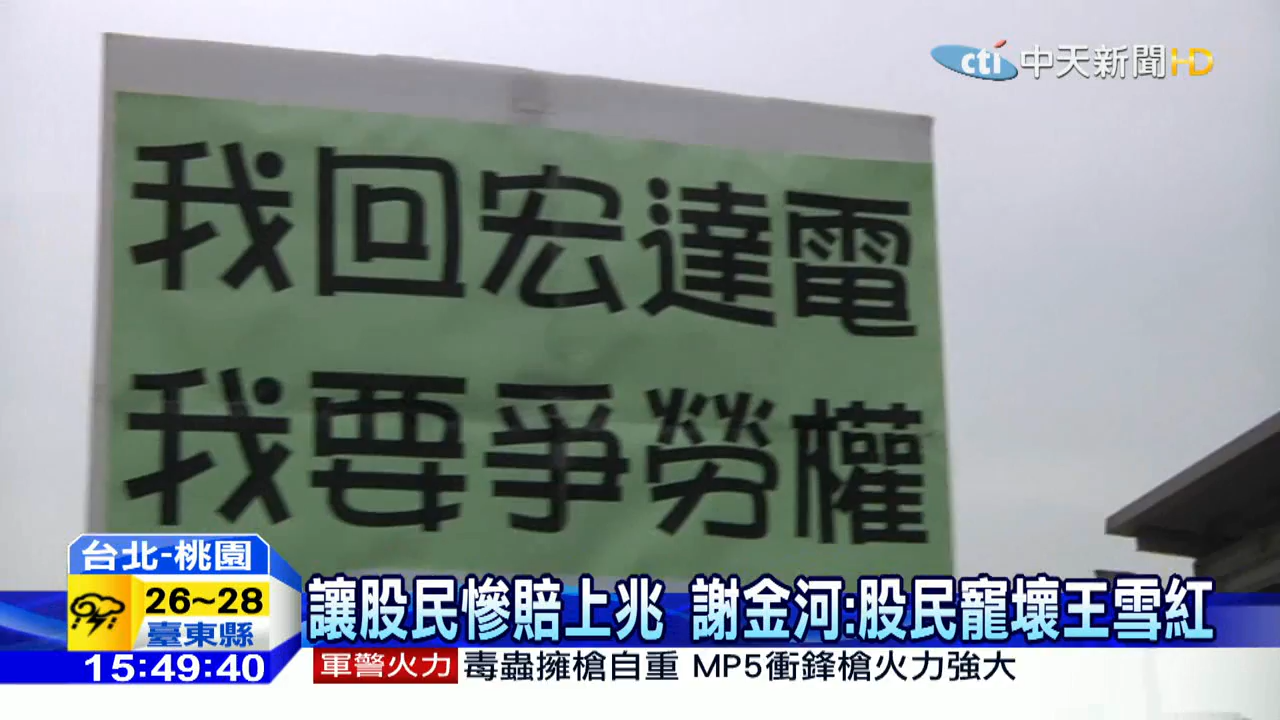 cti 中天新聞HD
我回宏達電
我要爭勞權
台北-桃園
26~28
臺東縣
15:49:40
讓股民慘賠上兆 謝金河:股民寵壞王雪紅
軍警火力 毒蟲擁槍自重 MP5衝鋒槍火力強大